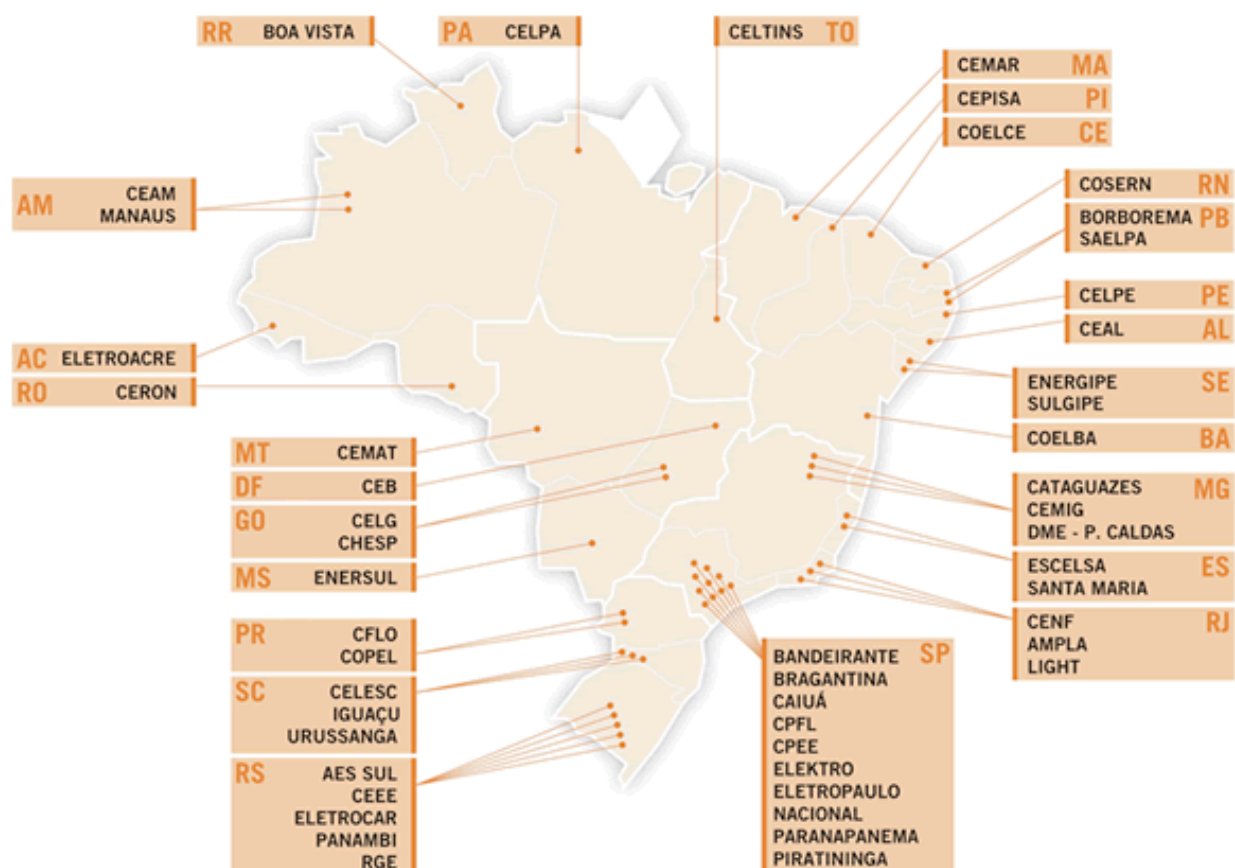 RR BOA VISTA
PA CELPA
CELTINS TO
CEMAR MA
CEPISA PI
COELCE CE
AM CEAM
MANAUS
COSERN RN
BORBOREMA PB
SAELPA
CELPE PE
CEAL AL
AC ELETROACRE
RO CERON
ENERGIPE SE
SULGIPE
COELBA BA
MT CEMAT
DF CEB
GO CELG
CHESP
MS ENERSUL
CATAGUAZES MG
CEMIG
DME - P. CALDAS
ESCELSA ES
SANTA MARIA
CENF RJ
AMPLA
LIGHT
PR CFLO
COPEL
SC CELESC
IGUAÇU
URUSSANGA
RS AES SUL
CEEE
ELETROCAR
PANAMBI
RGE
BANDEIRANTE SP
BRAGANTINA
CAIUÁ
CPFL
CPEE
ELEKTRO
ELETROPAULO
NACIONAL
PARANAPANEMA
PIRATININGA